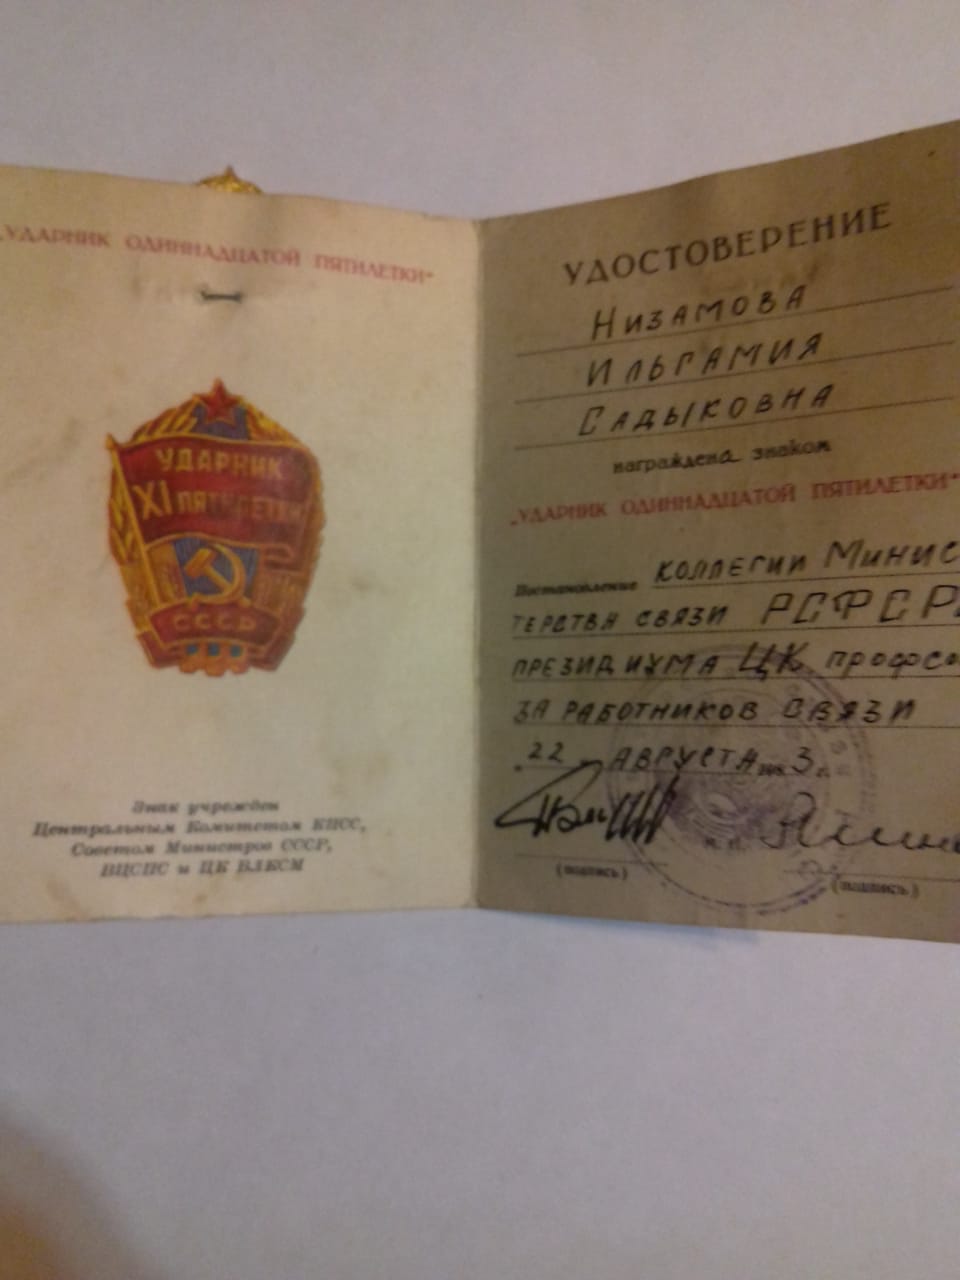 „УДАРНИК ОДИННАДЦАТОЙ ПЯТИЛЕТКИ"
УДАРНИК
XI ПЯТИЛЕТКИ
СССР
Знак учрежден
Центральным Комитетом КПСС,
Советом Министров СССР,
ВЦСПС и ЦК ВЛКСМ
УДОСТОВЕРЕНИЕ
НИЗАМОВА
ИЛЬГАМИЯ
САДЫКОВНА
награждена знаком
„УДАРНИК ОДИННАДЦАТОЙ ПЯТИЛЕТКИ"
Постановление КОЛЛЕГИИ МИНИС
ТЕРСТВА СВЯЗИ РСФСР
ПРЕЗИДИУМА ЦК ПРОФСО
ЗА РАБОТНИКОВ СВЯЗИ
„22" АВГУСТА 1983 г.
М. П.
(подпись)
(подпись)